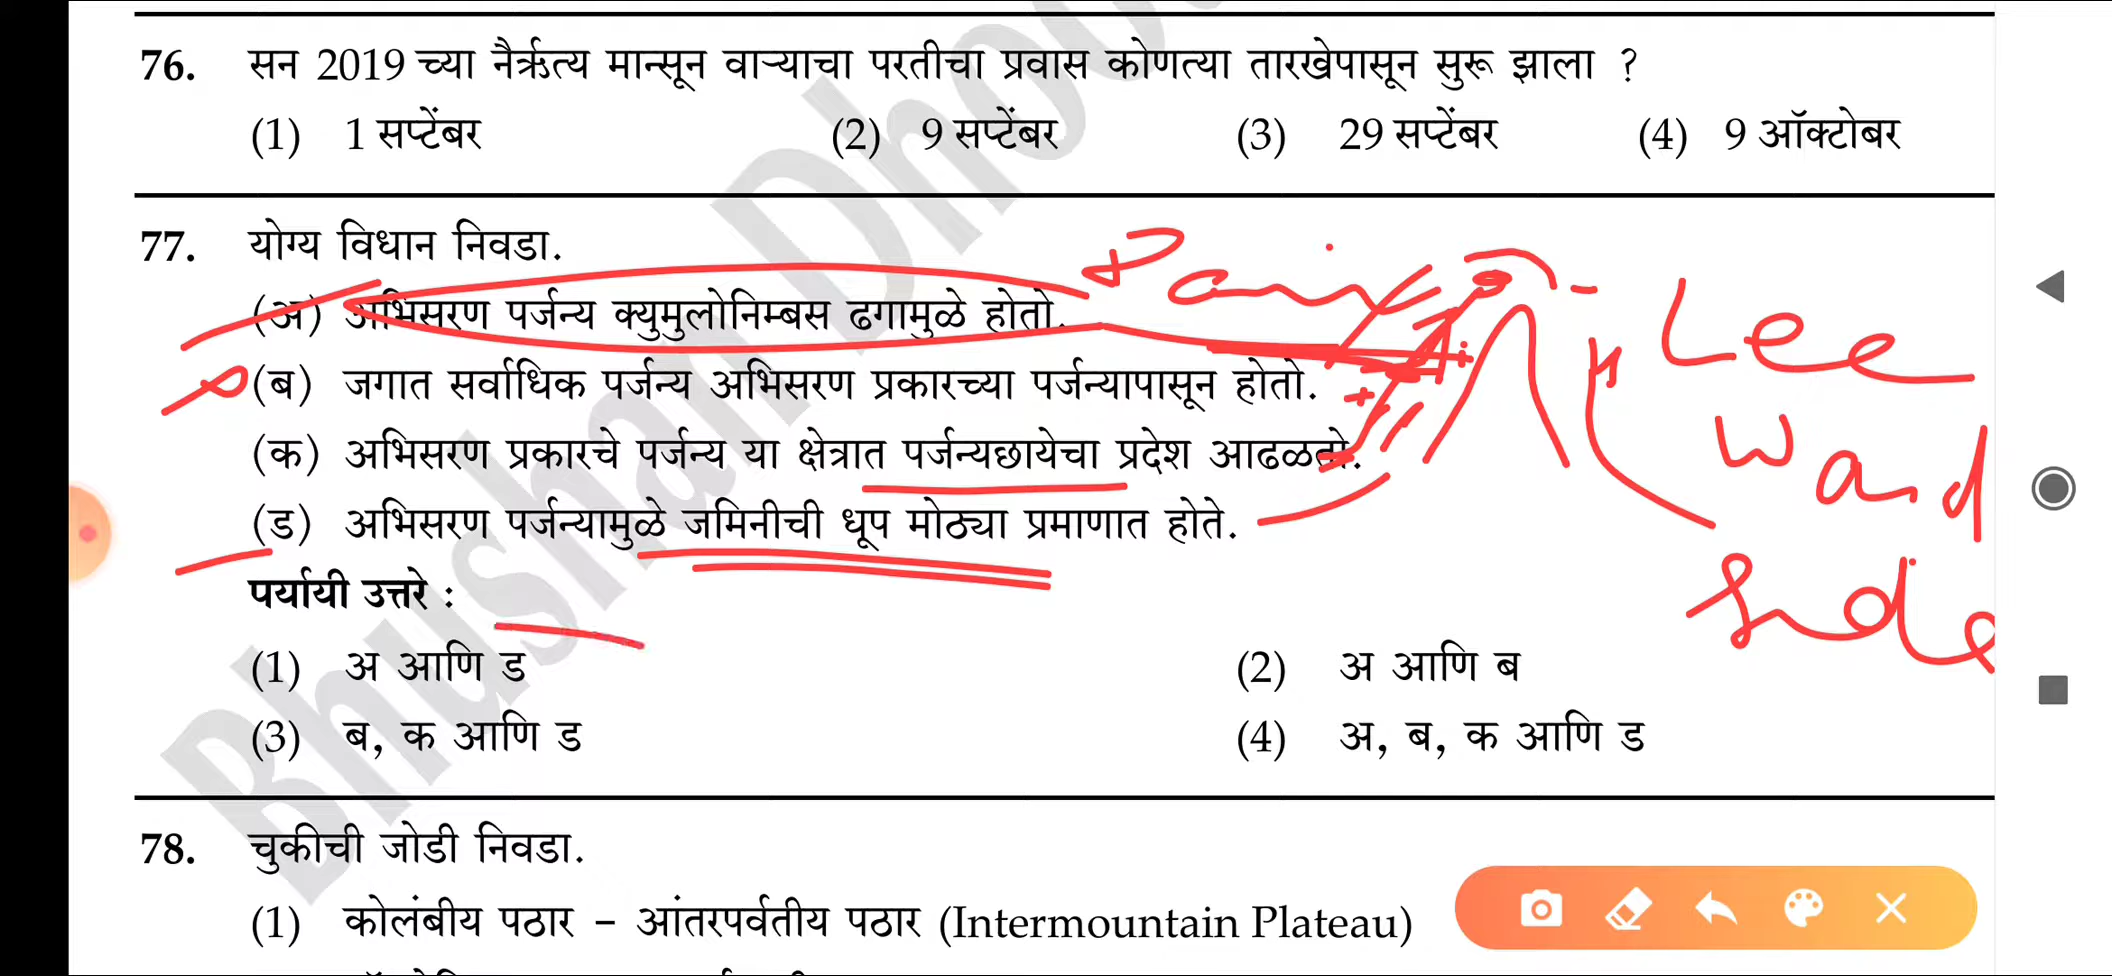 76. सन 2019 च्या नैर्ऋत्य मान्सून वाऱ्याचा परतीचा प्रवास कोणत्या तारखेपासून सुरू झाला ?
(1) 1 सप्टेंबर (2) 9 सप्टेंबर (3) 29 सप्टेंबर (4) 9 ऑक्टोबर
77. योग्य विधान निवडा.
(अ) अभिसरण पर्जन्य क्युमुलोनिम्बस ढगामुळे होतो.
(ब) जगात सर्वाधिक पर्जन्य अभिसरण प्रकारच्या पर्जन्यापासून होतो.
(क) अभिसरण प्रकारचे पर्जन्य या क्षेत्रात पर्जन्यछायेचा प्रदेश आढळतो.
(ड) अभिसरण पर्जन्यामुळे जमिनीची धूप मोठ्या प्रमाणात होते.
Lee
ward
side
पर्यायी उत्तरे :
(1) अ आणि ड (2) अ आणि ब
(3) ब, क आणि ड (4) अ, ब, क आणि ड
78. चुकीची जोडी निवडा.
(1) कोलंबीय पठार – आंतरपर्वतीय पठार (Intermountain Plateau)
Bhushan Dhoo